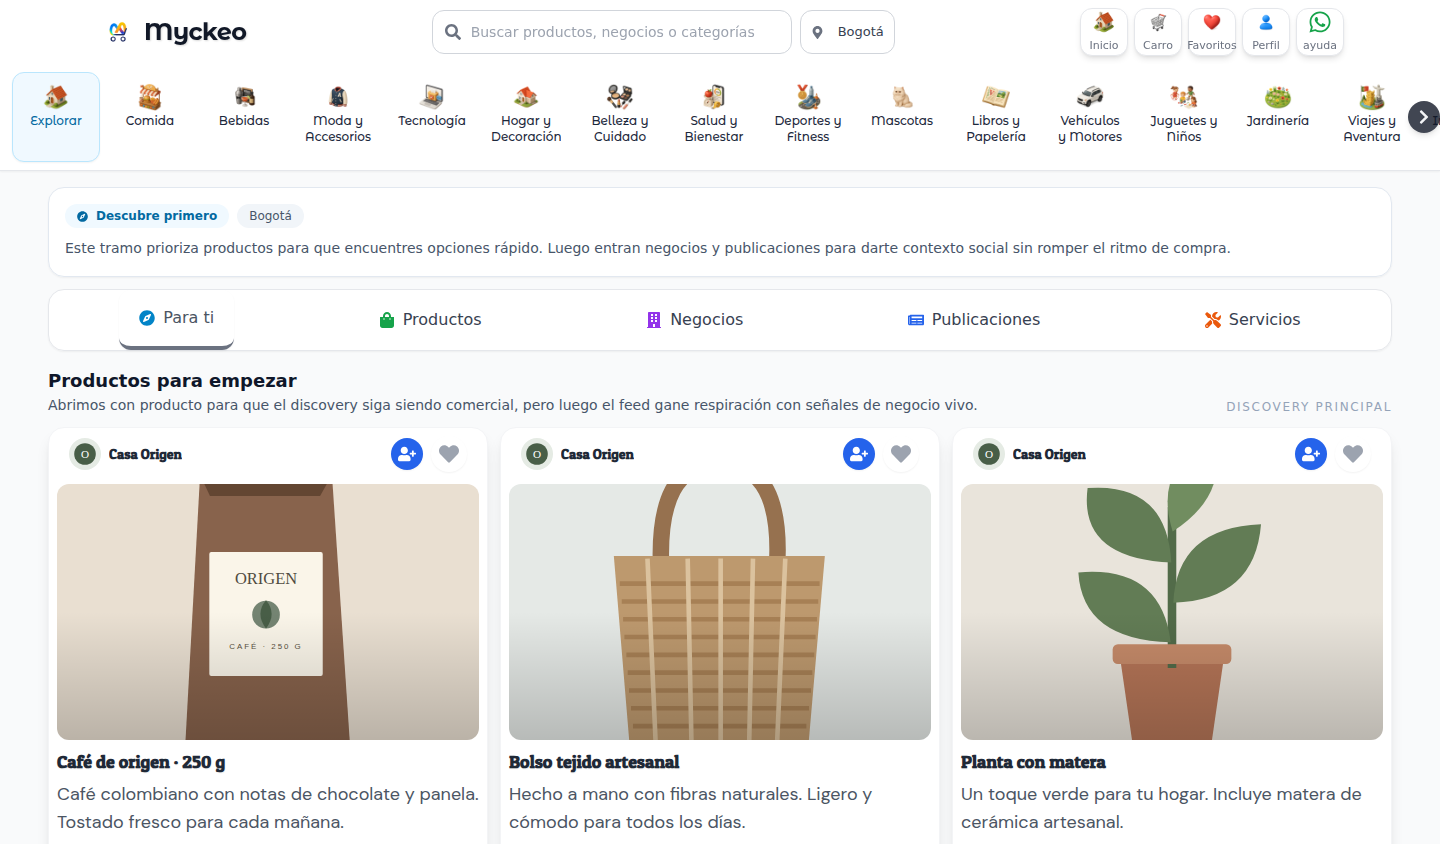 Myckeo
Buscar productos, negocios o categorías
Bogotá
Inicio
Carro
Favoritos
Perfil
ayuda
Explorar
Comida
Bebidas
Moda y
Accesorios
Tecnología
Hogar y
Decoración
Belleza y
Cuidado
Salud y
Bienestar
Deportes y
Fitness
Mascotas
Libros y
Papelería
Vehículos
y Motores
Juguetes y
Niños
Jardinería
Viajes y
Aventura
Descubre primero
Bogotá
Este tramo prioriza productos para que encuentres opciones rápido. Luego entran negocios y publicaciones para darte contexto social sin romper el ritmo de compra.
Para ti
Productos
Negocios
Publicaciones
Servicios
Productos para empezar
Abrimos con producto para que el discovery siga siendo comercial, pero luego el feed gane respiración con señales de negocio vivo.
DISCOVERY PRINCIPAL
O
Casa Origen
O
Casa Origen
O
Casa Origen
ORIGEN
CAFÉ · 250 G
Café de origen · 250 g
Café colombiano con notas de chocolate y panela.
Tostado fresco para cada mañana.
Bolso tejido artesanal
Hecho a mano con fibras naturales. Ligero y
cómodo para todos los días.
Planta con matera
Un toque verde para tu hogar. Incluye matera de
cerámica artesanal.